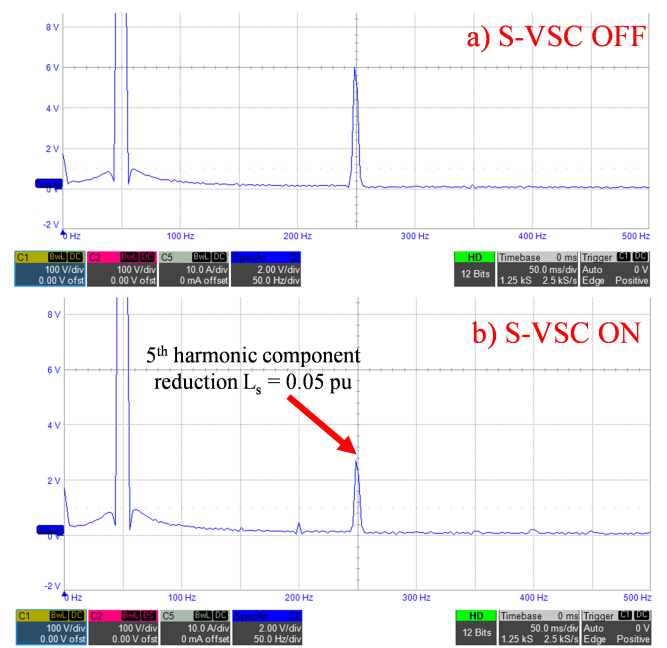 8 V
a) S-VSC OFF
6 V
4 V
2 V
0 V
-2 V
0 Hz 100 Hz 200 Hz 300 Hz 400 Hz 500 Hz
C1 BwL DC C2 BwL DC C5 BwL DC SpecAn C2 HD Timebase 0 ms Trigger C1 DC
100 V/div 100 V/div 10.0 A/div 2.00 V/div 12 Bits 50.0 ms/div Auto 0 V
0.00 V ofst 0.00 V ofst 0 mA offset 50.0 Hz/div 1.25 kS 2.5 kS/s Edge Positive
8 V
b) S-VSC ON
5th harmonic component
6 V
reduction Ls = 0.05 pu
4 V
2 V
0 V
-2 V
0 Hz 100 Hz 200 Hz 300 Hz 400 Hz 500 Hz
C1 BwL DC C2 BwL DC C5 BwL DC SpecAn C2 HD Timebase 0 ms Trigger C1 DC
100 V/div 100 V/div 10.0 A/div 2.00 V/div 12 Bits 50.0 ms/div Auto 0 V
0.00 V ofst 0.00 V ofst 0 mA offset 50.0 Hz/div 1.25 kS 2.5 kS/s Edge Positive